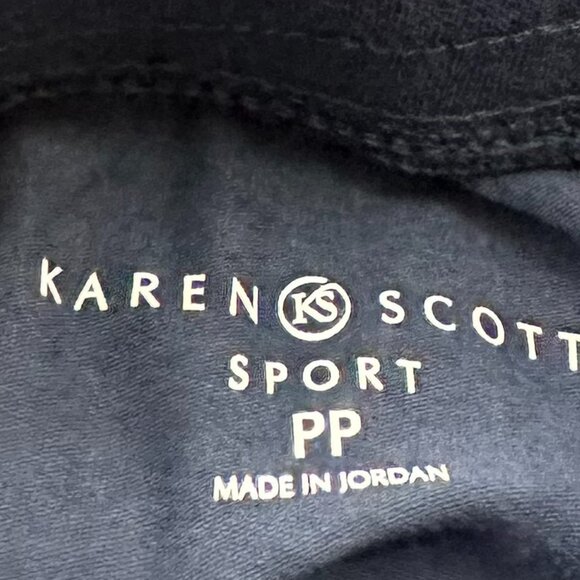 KAREN KS SCOTT
SPORT
PP
MADE IN JORDAN